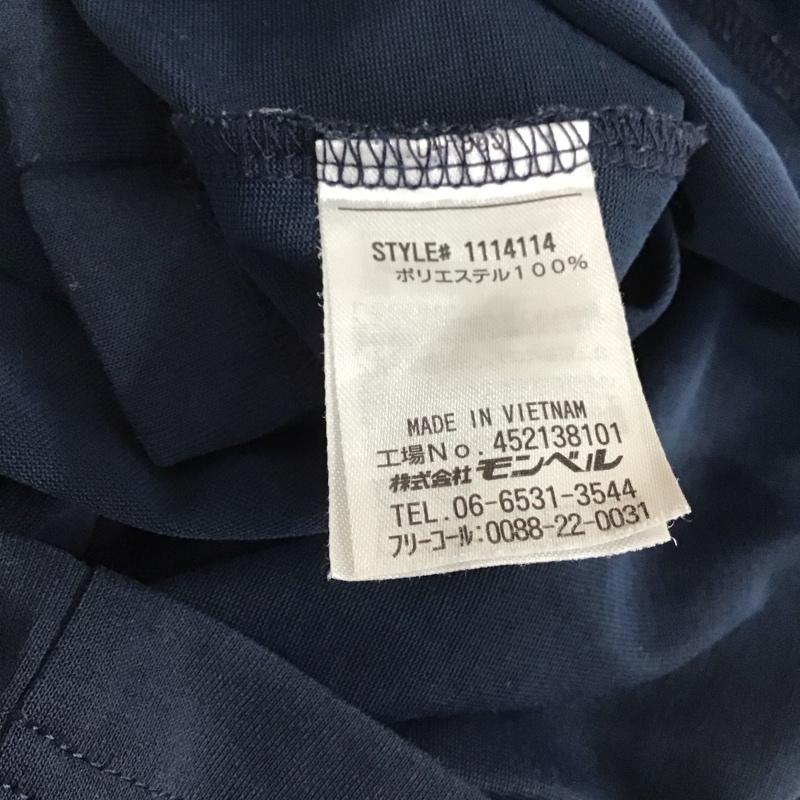 STYLE# 1114114
ポリエステル100%
MADE IN VIETNAM
工場No. 452138101
株式会社 モンベル
TEL. 06-6531-3544
フリーコール:0088-22-0031